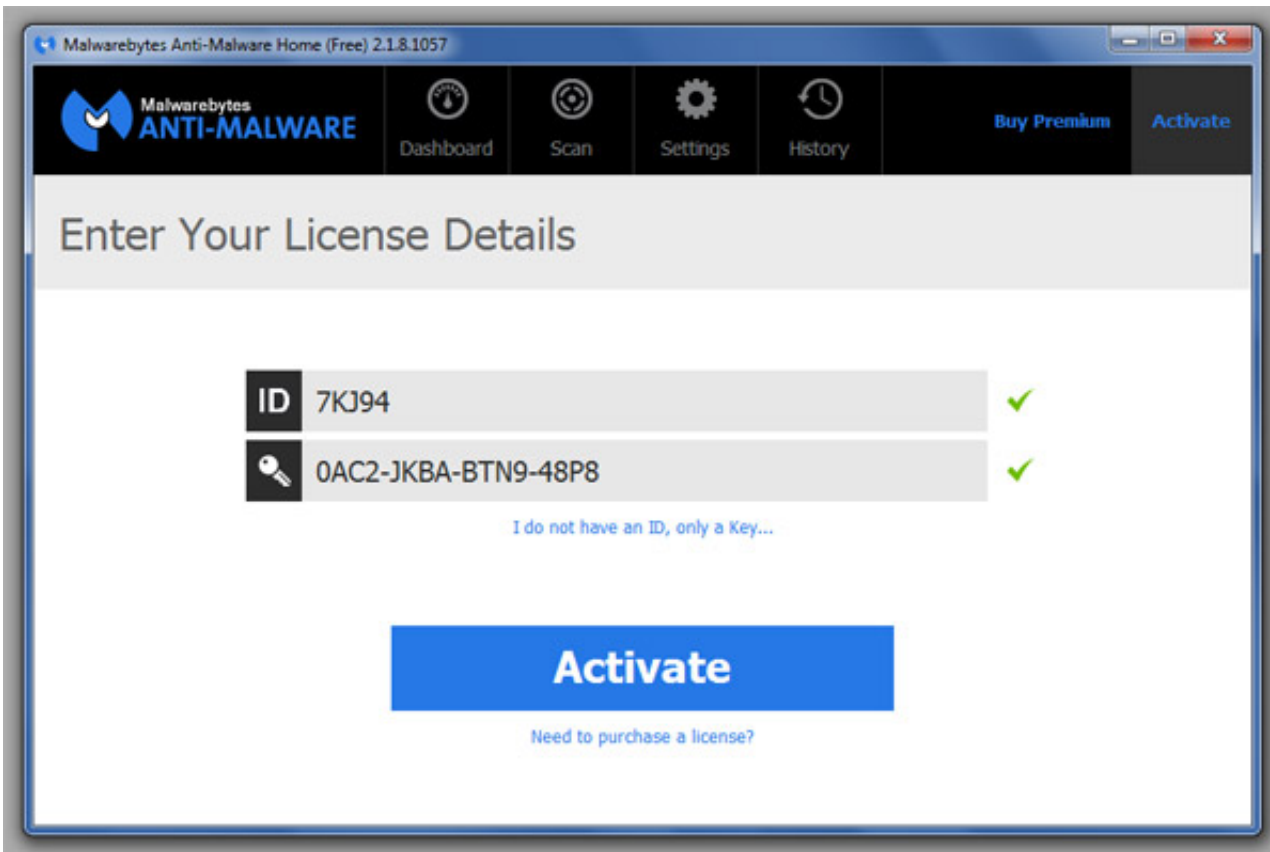 Malwarebytes Anti-Malware Home (Free) 2.1.8.1057
Malwarebytes
ANTI-MALWARE
Dashboard
Scan
Settings
History
Buy Premium
Activate
Enter Your License Details
ID 7KJ94
0AC2-JKBA-BTN9-48P8
I do not have an ID, only a Key...
Activate
Need to purchase a license?